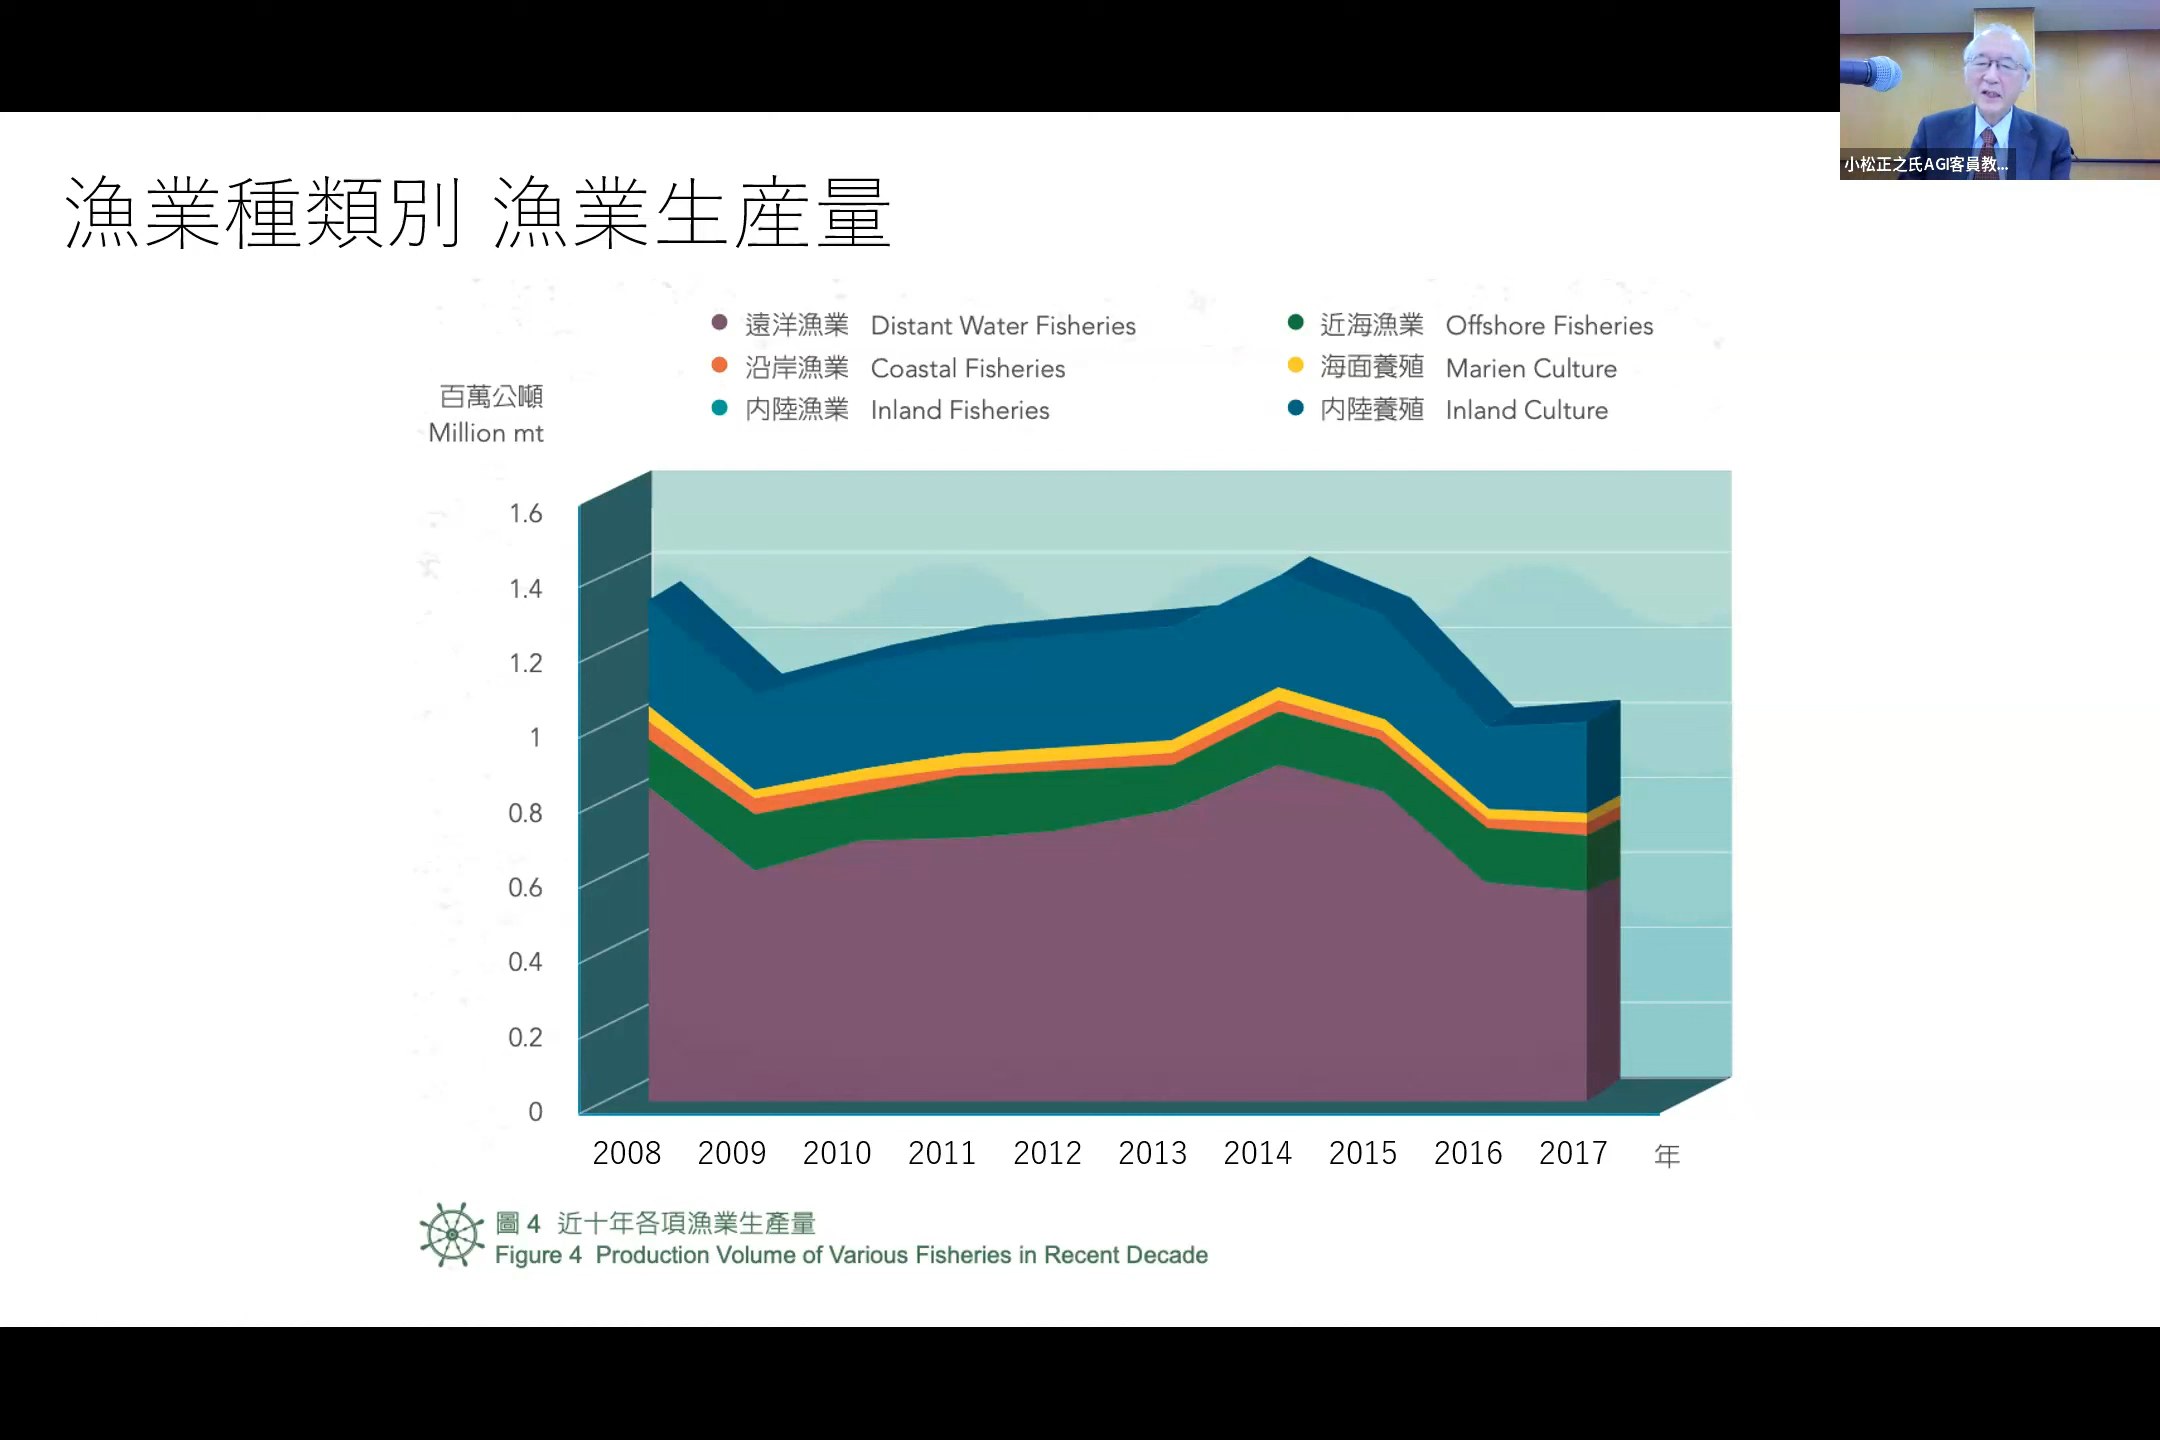 小松正之氏AGI客員教...
漁業種類別 漁業生産量
遠洋漁業 Distant Water Fisheries
近海漁業 Offshore Fisheries
沿岸漁業 Coastal Fisheries
海面養殖 Marien Culture
内陸漁業 Inland Fisheries
内陸養殖 Inland Culture
百萬公噸
Million mt
1.6
1.4
1.2
1
0.8
0.6
0.4
0.2
0
2008 2009 2010 2011 2012 2013 2014 2015 2016 2017 年
圖 4 近十年各項漁業生產量
Figure 4 Production Volume of Various Fisheries in Recent Decade